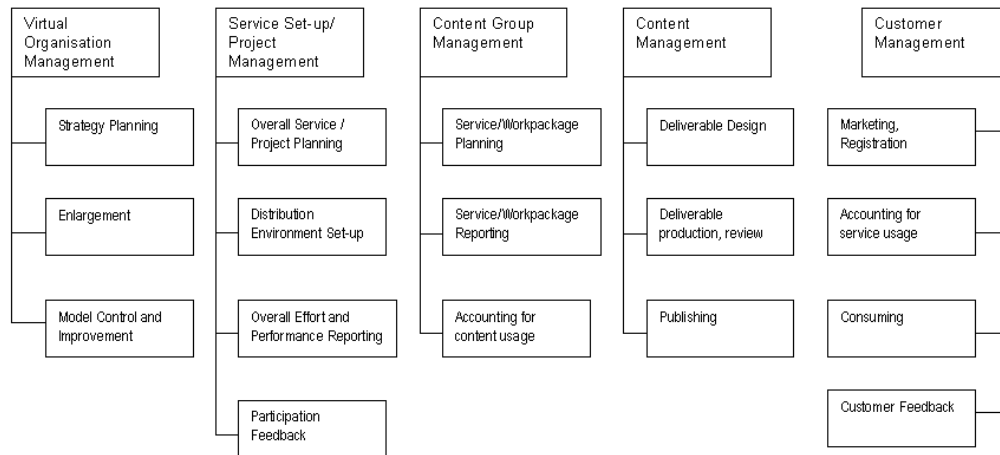 Virtual
Organisation
Management
Strategy Planning
Enlargement
Model Control and
Improvement
Service Set-up/
Project
Management
Overall Service /
Project Planning
Distribution
Environment Set-up
Overall Effort and
Performance Reporting
Participation
Feedback
Content Group
Management
Service/Workpackage
Planning
Service/Workpackage
Reporting
Accounting for
content usage
Content
Management
Deliverable Design
Deliverable
production, review
Publishing
Customer
Management
Marketing,
Registration
Accounting for
service usage
Consuming
Customer Feedback